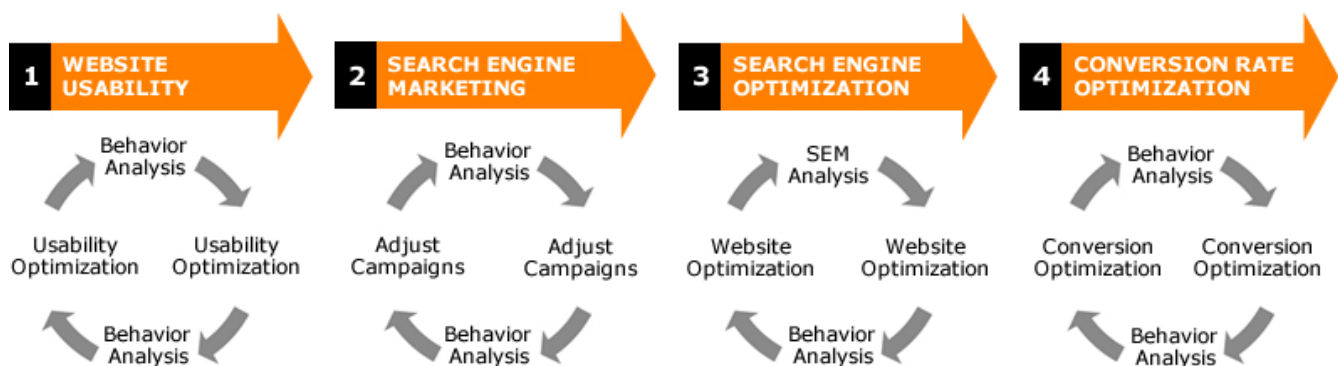 1 WEBSITE
USABILITY
Behavior
Analysis
Usability
Optimization
Usability
Optimization
Behavior
Analysis
2 SEARCH ENGINE
MARKETING
Behavior
Analysis
Adjust
Campaigns
Adjust
Campaigns
Behavior
Analysis
3 SEARCH ENGINE
OPTIMIZATION
SEM
Analysis
Website
Optimization
Website
Optimization
Behavior
Analysis
4 CONVERSION RATE
OPTIMIZATION
Behavior
Analysis
Conversion
Optimization
Conversion
Optimization
Behavior
Analysis